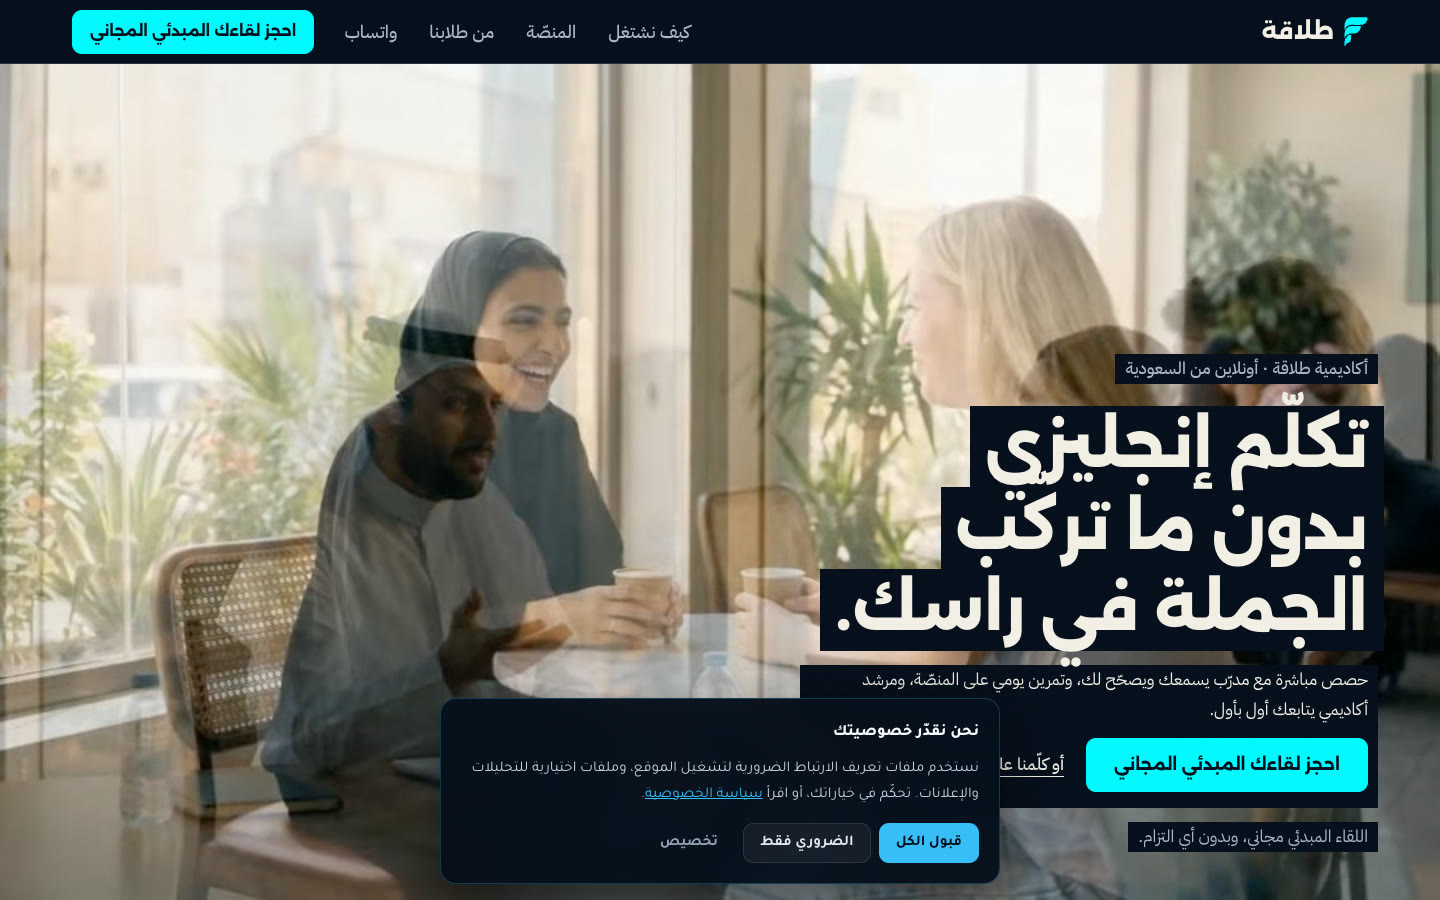 طلاقة
كيف نشتغل
المنصّة
من طلابنا
واتساب
احجز لقاءك المبدئي المجاني
أكاديمية طلاقة · أونلاين من السعودية
تكلّم إنجليزي
بدون ما تركّب
الجملة في راسك.
حصص مباشرة مع مدرّب يسمعك ويصحّح لك، وتمرين يومي على المنصّة، ومرشد
أكاديمي يتابعك أول بأول.
احجز لقاءك المبدئي المجاني
أو كلّمنا
اللقاء المبدئي مجاني، وبدون أي التزام.
نحن نقدّر خصوصيتك
نستخدم ملفات تعريف الارتباط الضرورية لتشغيل الموقع، وملفات اختيارية للتحليلات
والإعلانات. تحكّم في خياراتك، أو اقرأ سياسة الخصوصية.
قبول الكل
الضروري فقط
تخصيص